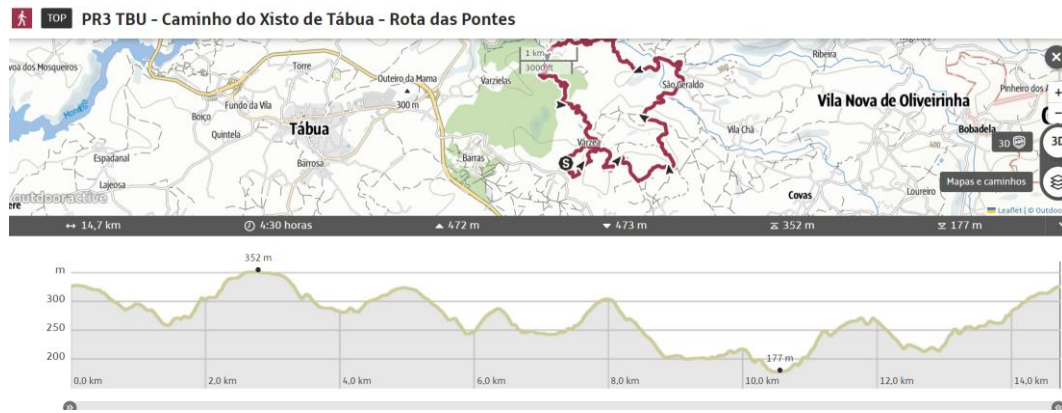 TOP PR3 TBU - Caminho do Xisto de Tábua - Rota das Pontes
voa dos Mosqueiros
Torre
Outeiro da Mama
Varzielas
1 km
3000 ft
São Geraldo
Ribeira
Fundo da Vila
300 m
Vila Nova de Oliveirinha
Pinheiro dos
Boiço
Tábua
Quintela
Várzea
Vila Chã
Bobadela
3D
3D
Espadanal
Barras
S
Barrosa
Mapas e caminhos
Lajeosa
Covas
Loureiro
outdooractive
Leaflet | © Outdoo
14,7 km 4:30 horas 472 m 473 m 352 m 177 m
352 m
m
300
250
200
177 m
0,0 km 2,0 km 4,0 km 6,0 km 8,0 km 10,0 km 12,0 km 14,0 km